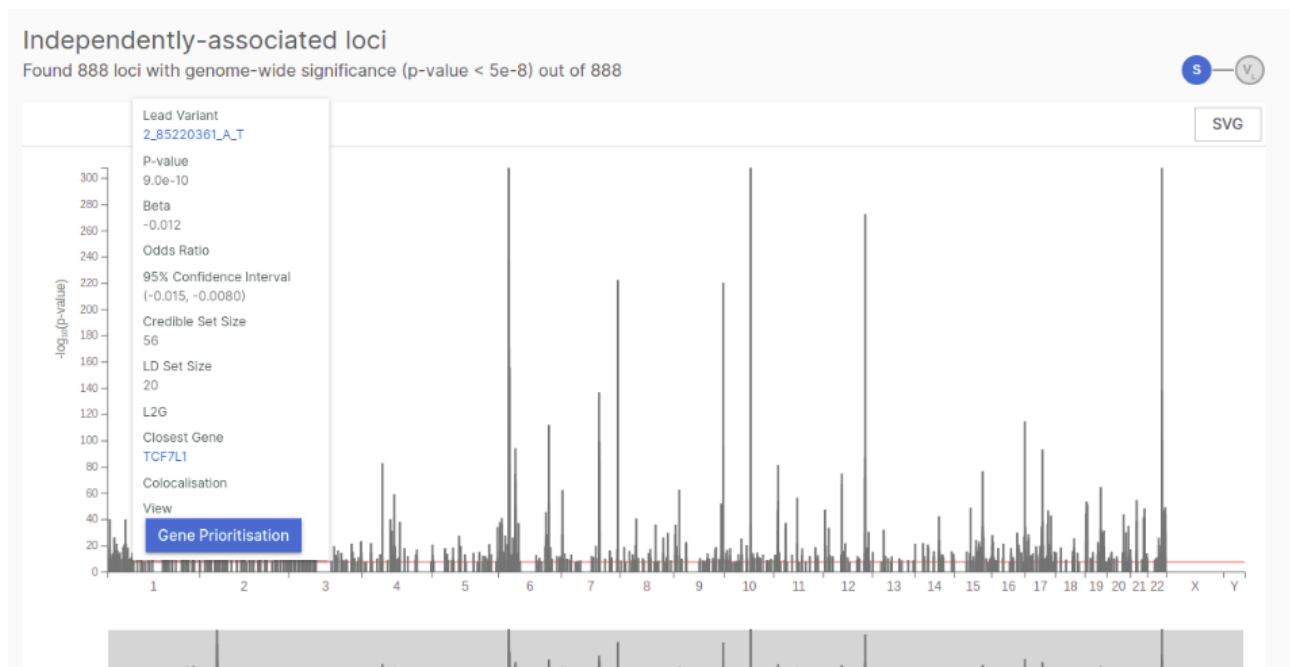 Independently-associated loci
Found 888 loci with genome-wide significance (p-value < 5e-8) out of 888
S
VL
SVG
Lead Variant
2_85220361_A_T
P-value
9.0e-10
Beta
-0.012
Odds Ratio
95% Confidence Interval
(-0.015, -0.0080)
Credible Set Size
56
LD Set Size
20
L2G
Closest Gene
TCF7L1
Colocalisation
View
Gene Prioritisation
-log₁₀(p-value)
300
280
260
240
220
200
180
160
140
120
100
80
60
40
20
0
1 2 3 4 5 6 7 8 9 10 11 12 13 14 15 16 17 18 19 20 21 22 X Y